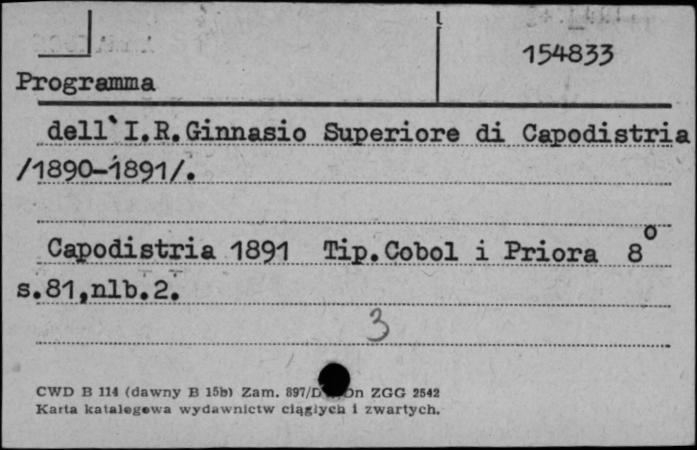 154833
Programma
dell'I.R.Ginnasio Superiore di Capodistria
/1890-1891/.
Capodistria 1891 Tip.Cobol i Priora 8°
s.81,nlb.2.
3
CWD B 114 (dawny B 15b) Zam. 897/D Dn ZGG 2542
Karta katalogowa wydawnictw ciągłych i zwartych.